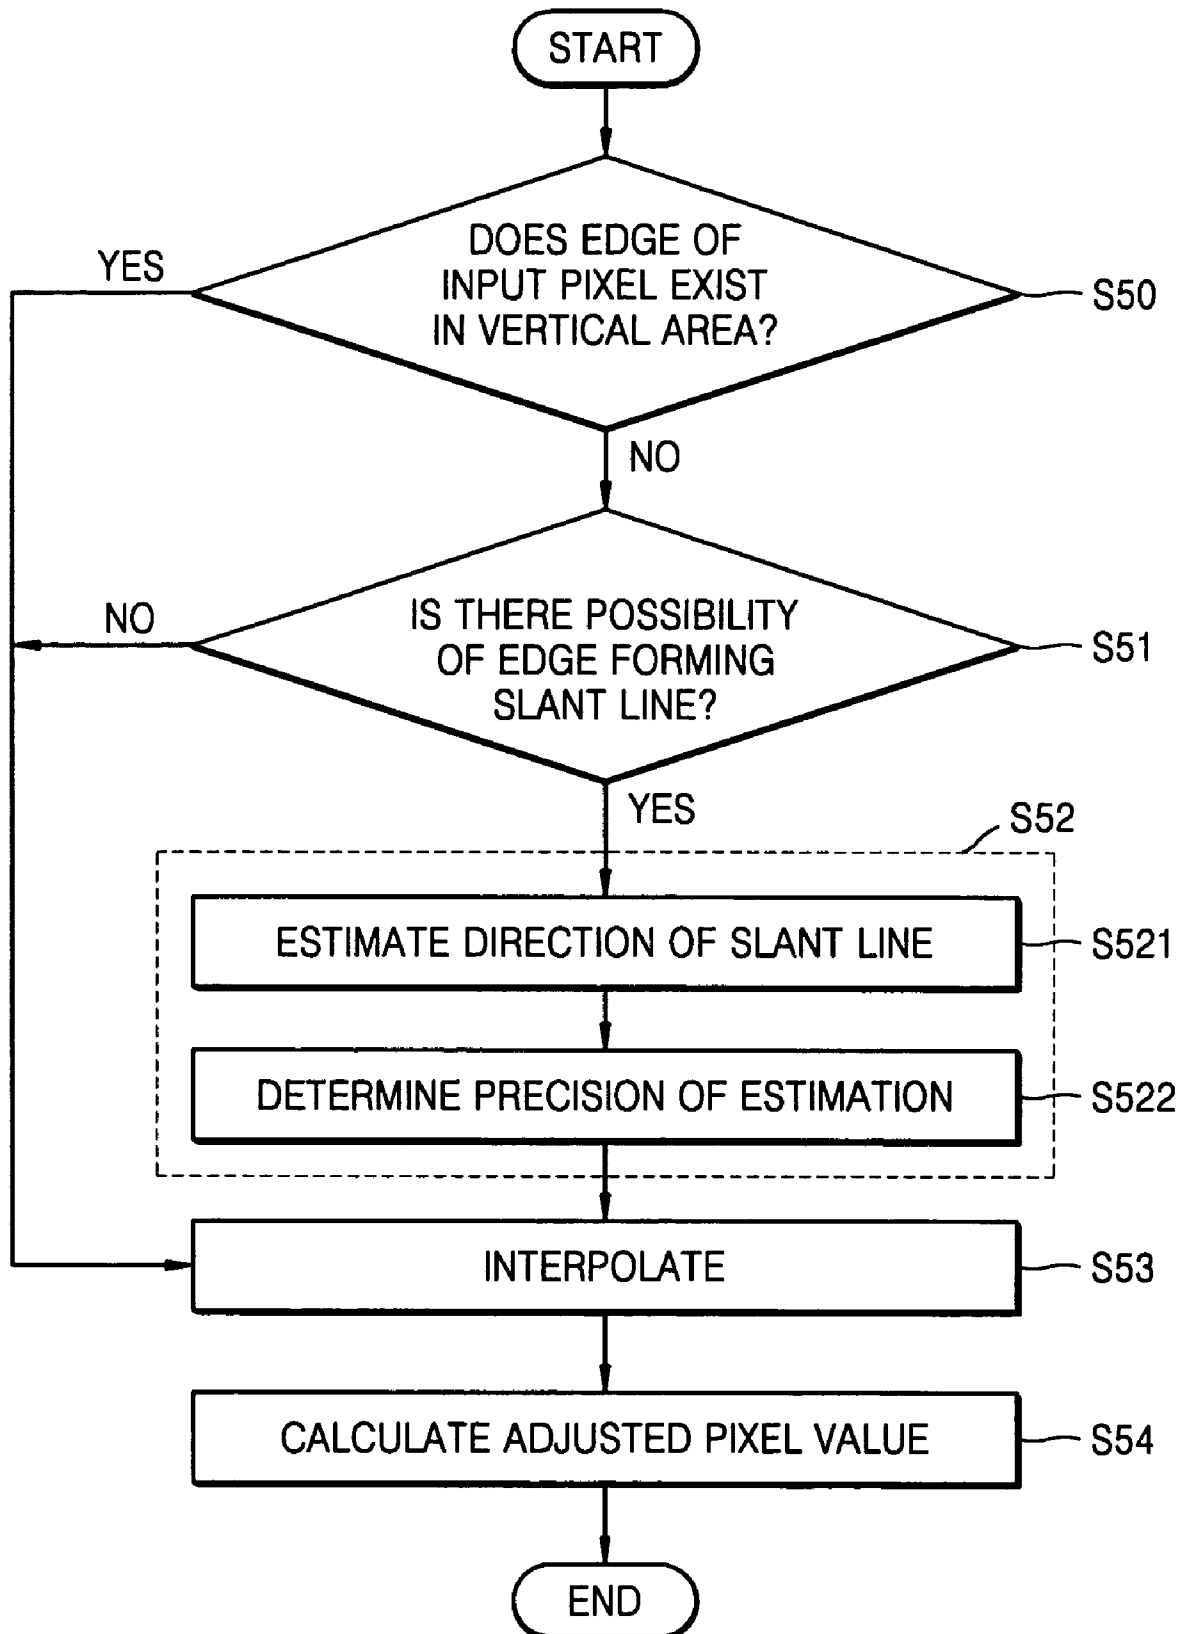 START
DOES EDGE OF
INPUT PIXEL EXIST
IN VERTICAL AREA?
YES
S50
NO
IS THERE POSSIBILITY
OF EDGE FORMING
SLANT LINE?
NO
S51
YES
S52
ESTIMATE DIRECTION OF SLANT LINE
S521
DETERMINE PRECISION OF ESTIMATION
S522
INTERPOLATE
S53
CALCULATE ADJUSTED PIXEL VALUE
S54
END